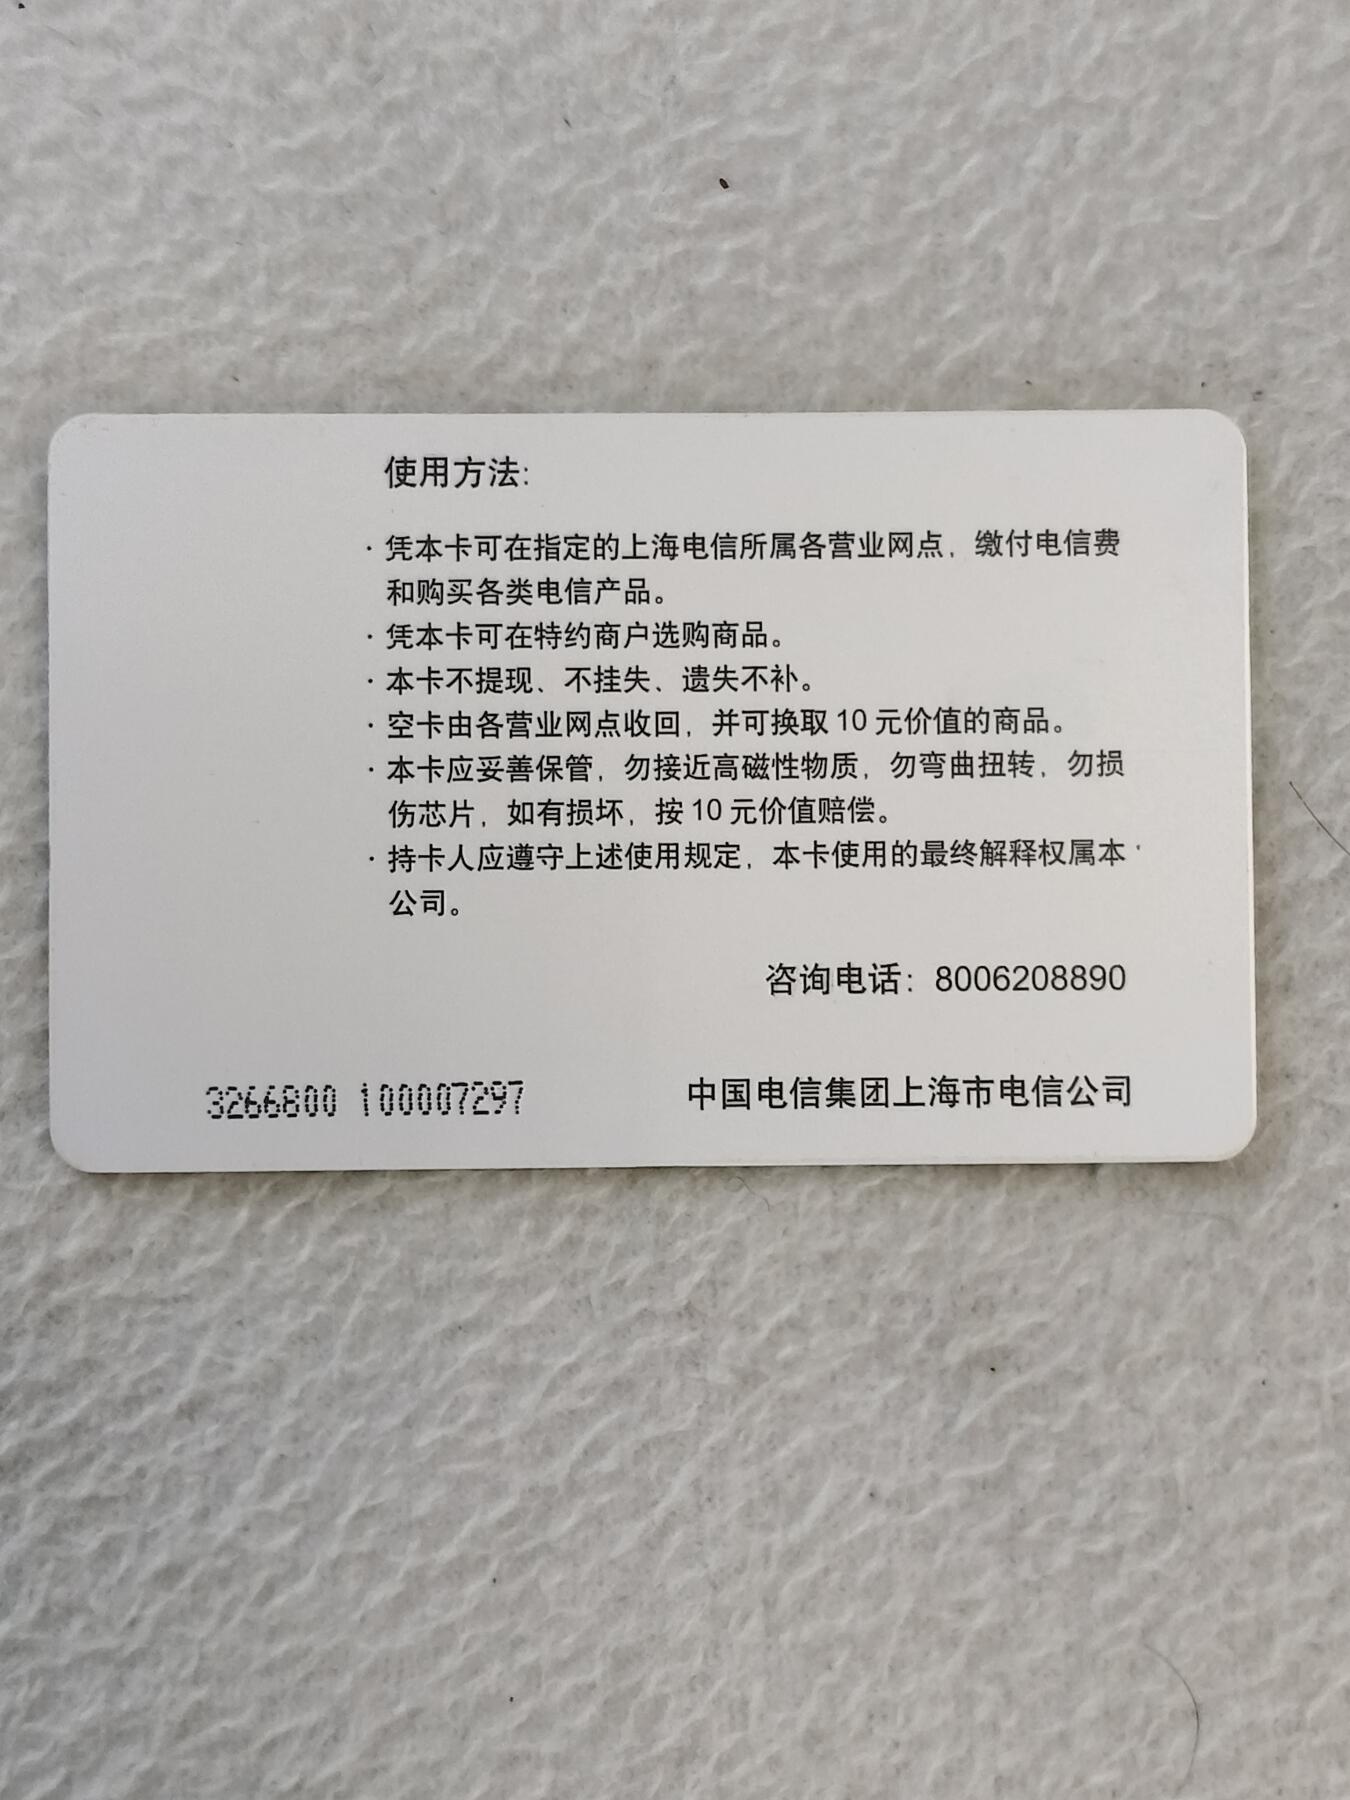 使用方法:
· 凭本卡可在指定的上海电信所属各营业网点，缴付电信费
和购买各类电信产品。
· 凭本卡可在特约商户选购商品。
· 本卡不提现、不挂失、遗失不补。
· 空卡由各营业网点收回，并可换取 10 元价值的商品。
· 本卡应妥善保管，勿接近高磁性物质，勿弯曲扭转，勿损
伤芯片，如有损坏，按 10 元价值赔偿。
· 持卡人应遵守上述使用规定，本卡使用的最终解释权属本
公司。
咨询电话：8006208890
3266800 100007297
中国电信集团上海市电信公司